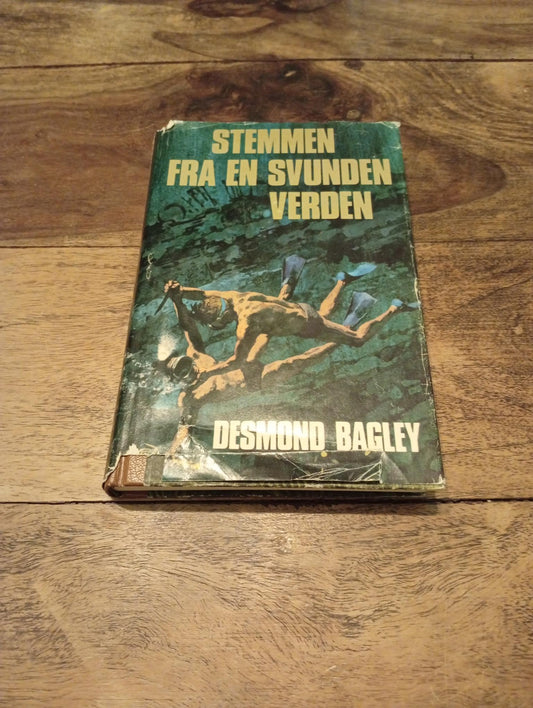 STEMMEN
FRA EN SVUNDEN
VERDEN
DESMOND BAGLEY